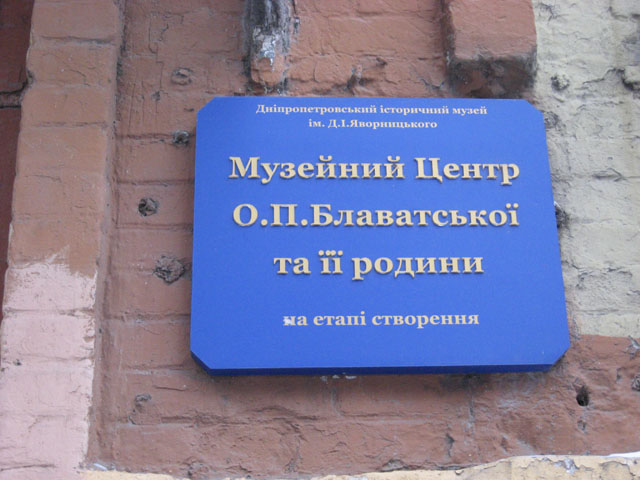 Дніпропетровський історичний музей
ім. Д.І.Яворницького
Музейний Центр
О.П.Блаватської
та її родини
на етапі створення